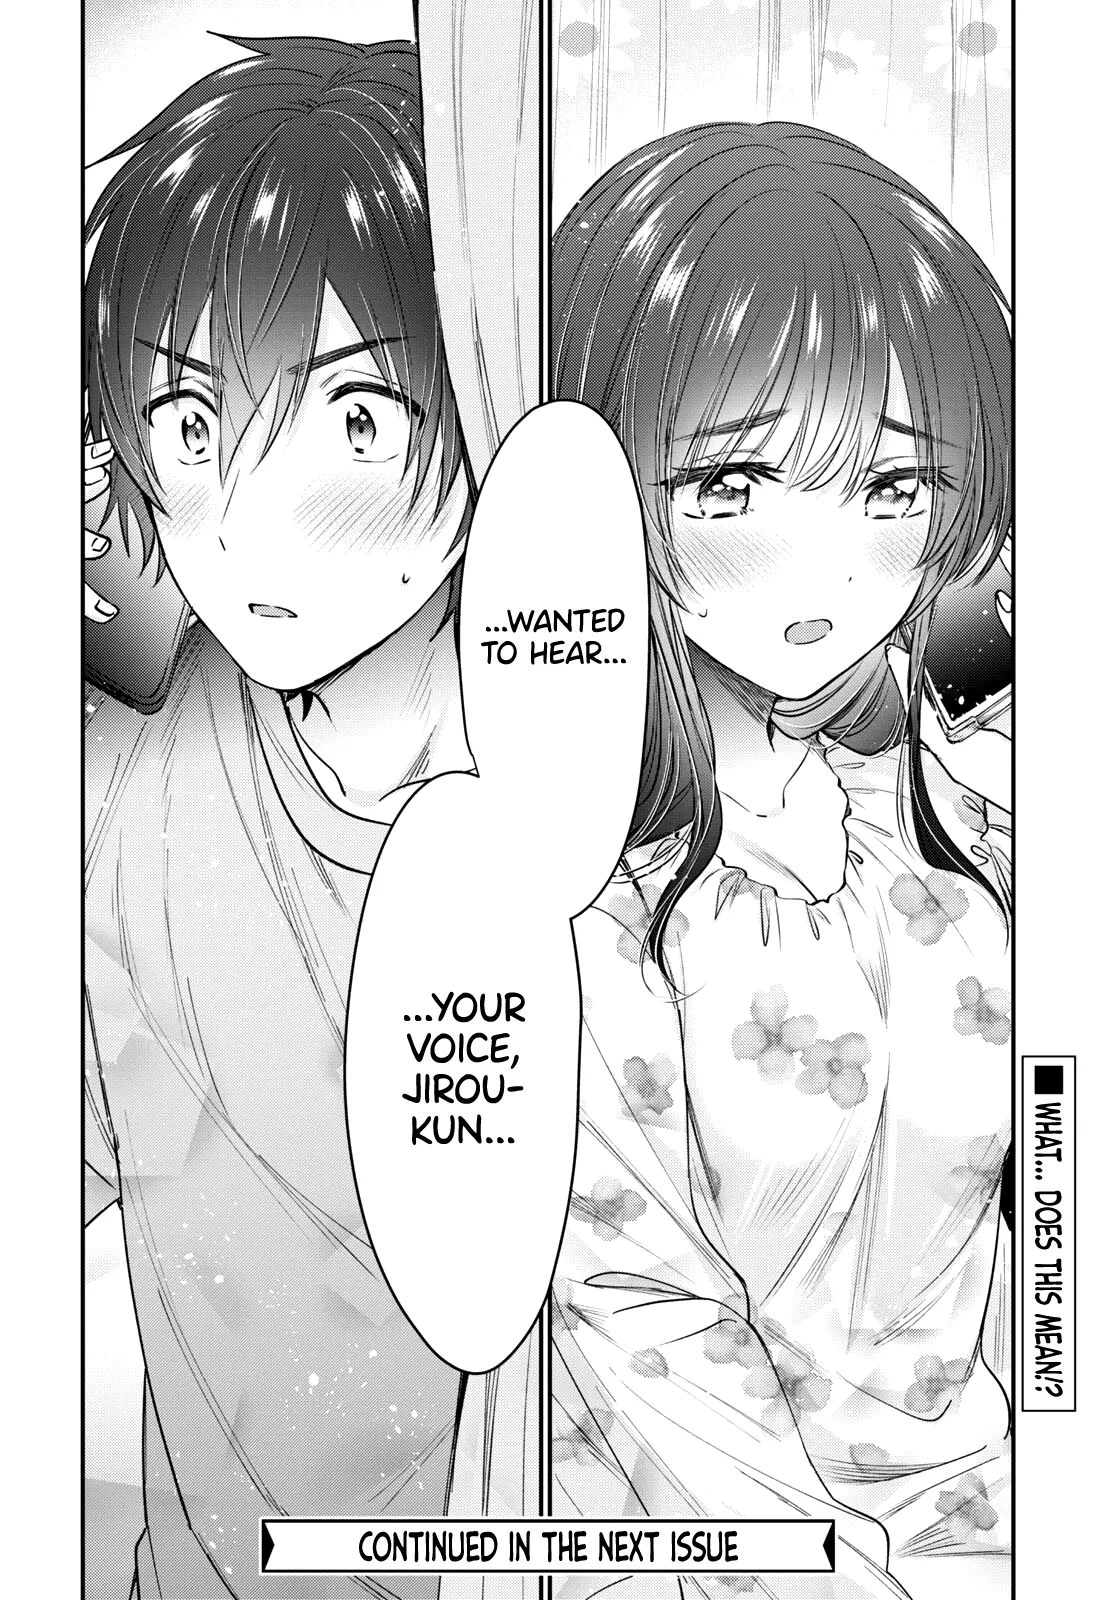 ...WANTED
TO HEAR...
...YOUR
VOICE,
JIROU-
KUN...
WHAT... DOES THIS MEAN!?
CONTINUED IN THE NEXT ISSUE